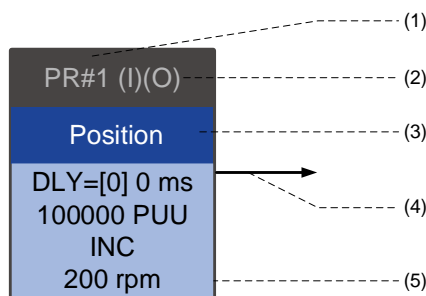 (1)
PR#1 (I)(O)
(2)
Position
(3)
DLY=[0] 0 ms
(4)
100000 PUU
INC
200 rpm
(5)